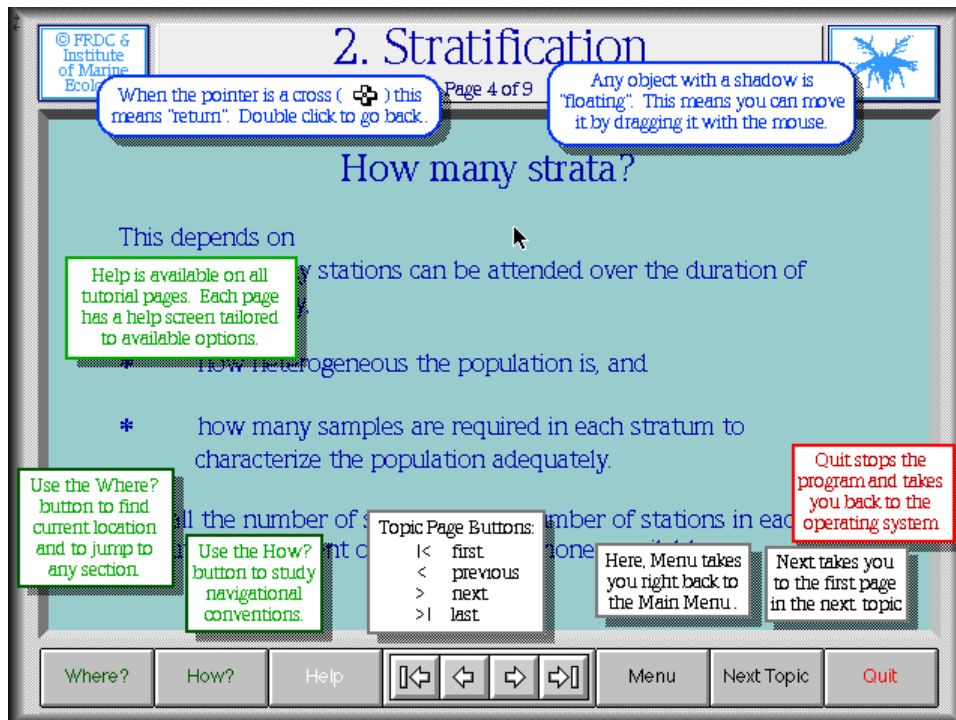 © FRDC &
Institute
of Marine
Ecol
2. Stratification
Page 4 of 9
When the pointer is a cross ( ) this
means "return". Double click to go back.
Any object with a shadow is
"floating". This means you can move
it by dragging it with the mouse.
How many strata?
This depends on
stations can be attended over the duration of
Help is available on all
tutorial pages. Each page
has a help screen tailored
to available options.
* how heterogeneous the population is, and
* how many samples are required in each stratum to
characterize the population adequately.
Quit stops the
program and takes
you back to the
operating system
Use the Where?
button to find
current location
and to jump to
any section.
the number of
number of stations in
Use the How?
button to study
navigational
conventions.
Topic Page Buttons:
|< first
< previous
> next
>| last
Here, Menu takes
you right back to
the Main Menu.
Next takes you
to the first page
in the next topic
Where?
How?
Help
Menu
Next Topic
Quit